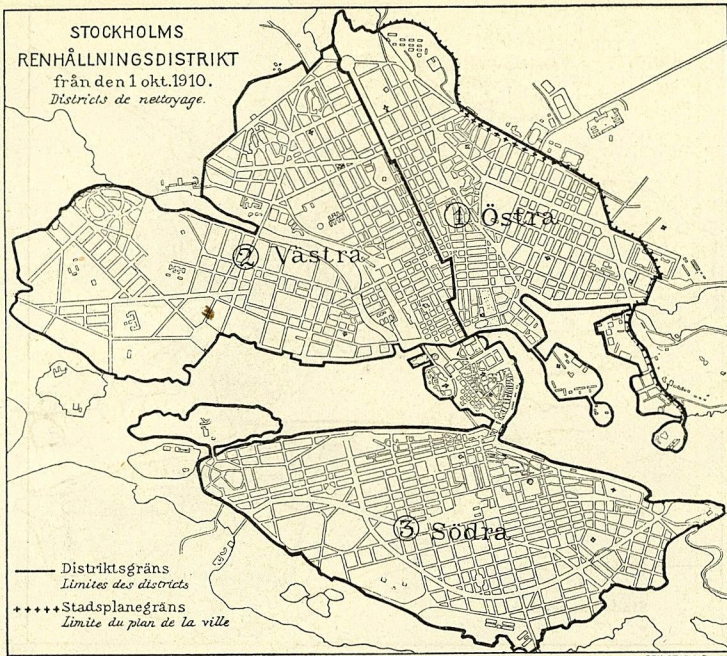 STOCKHOLMS
RENHÅLLNINGSDISTRIKT
från den 1 okt. 1910.
Districts de nettoyage.
① Östra
② Västra
③ Södra
Distriktsgräns
Limites des districts
Stadsplanegräns
Limite du plan de la ville